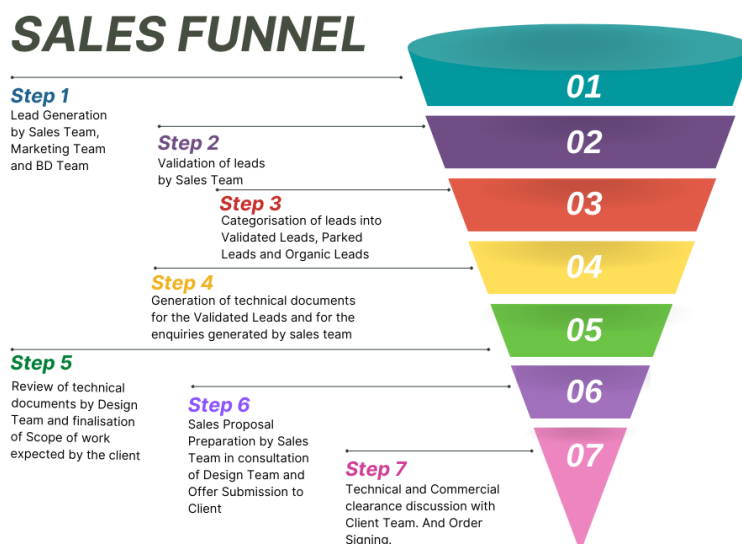 SALES FUNNEL
Step 1
Lead Generation
by Sales Team,
Marketing Team
and BD Team
Step 2
Validation of leads
by Sales Team
Step 3
Categorisation of leads into
Validated Leads, Parked
Leads and Organic Leads
Step 4
Generation of technical documents
for the Validated Leads and for the
enquiries generated by sales team
Step 5
Review of technical
documents by Design
Team and finalisation
of Scope of work
expected by the client
Step 6
Sales Proposal
Preparation by Sales
Team in consultation
of Design Team and
Offer Submission to
Client
Step 7
Technical and Commercial
clearance discussion with
Client Team. And Order
Signing.
01
02
03
04
05
06
07